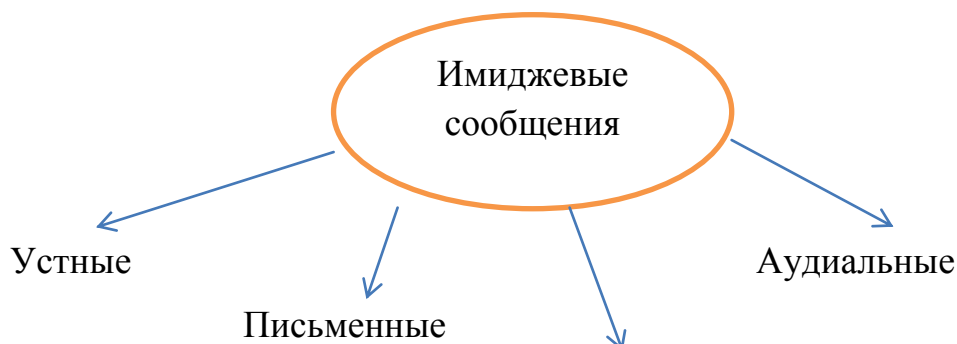 Имиджевые
сообщения
Устные
Аудиальные
Письменные